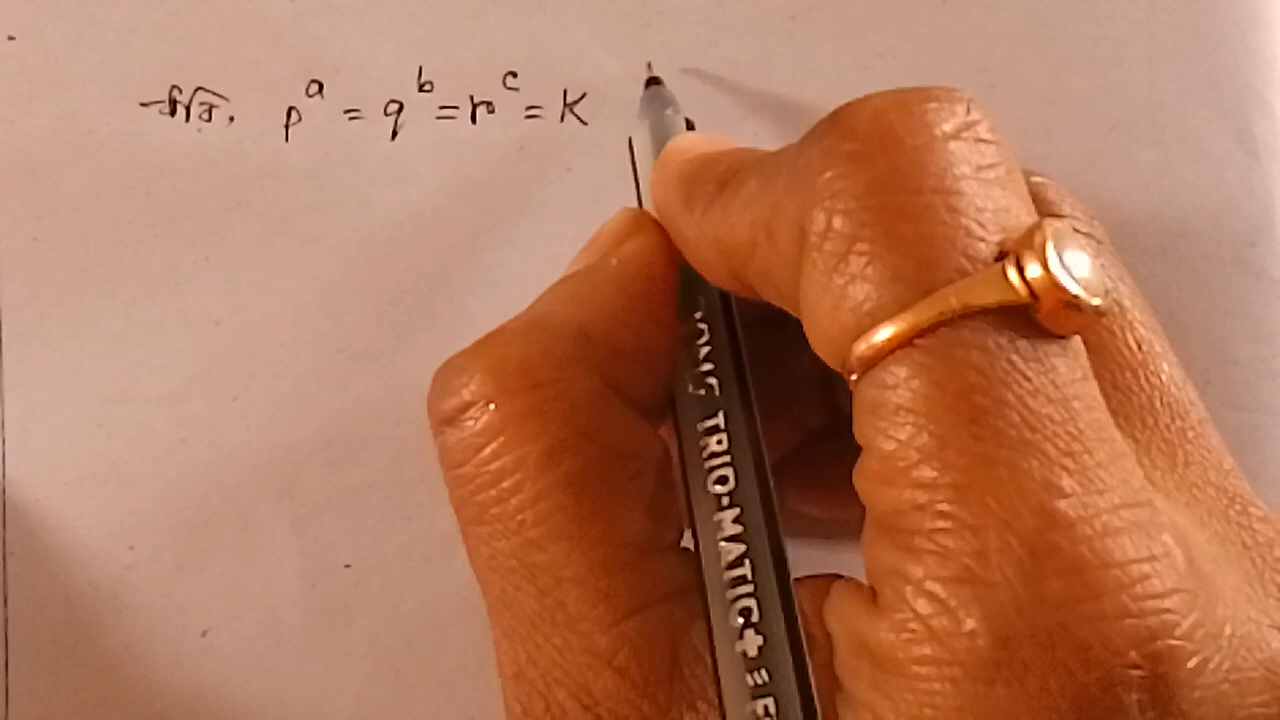 ধরি, p^a = q^b = r^c = K
TRIO-MATIC+